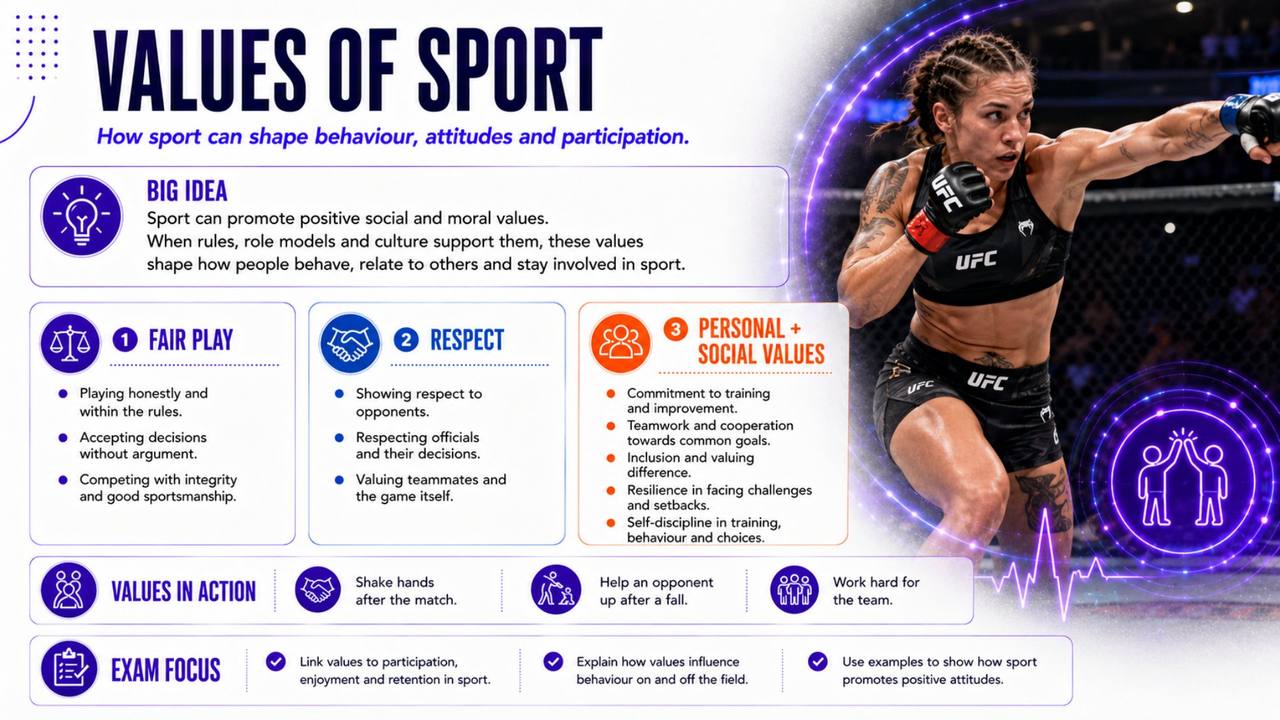 VALUES OF SPORT
How sport can shape behaviour, attitudes and participation.
BIG IDEA
Sport can promote positive social and moral values.
When rules, role models and culture support them, these values
shape how people behave, relate to others and stay involved in sport.
1 FAIR PLAY
Playing honestly and
within the rules.
Accepting decisions
without argument.
Competing with integrity
and good sportsmanship.
2 RESPECT
Showing respect to
opponents.
Respecting officials
and their decisions.
Valuing teammates and
the game itself.
3 PERSONAL +
SOCIAL VALUES
Commitment to training
and improvement.
Teamwork and cooperation
towards common goals.
Inclusion and valuing
difference.
Resilience in facing challenges
and setbacks.
Self-discipline in training,
behaviour and choices.
VALUES IN ACTION
Shake hands
after the match.
Help an opponent
up after a fall.
Work hard for
the team.
EXAM FOCUS
Link values to participation,
enjoyment and retention in sport.
Explain how values influence
behaviour on and off the field.
Use examples to show how sport
promotes positive attitudes.
UFC
UFC
UFC
UFC